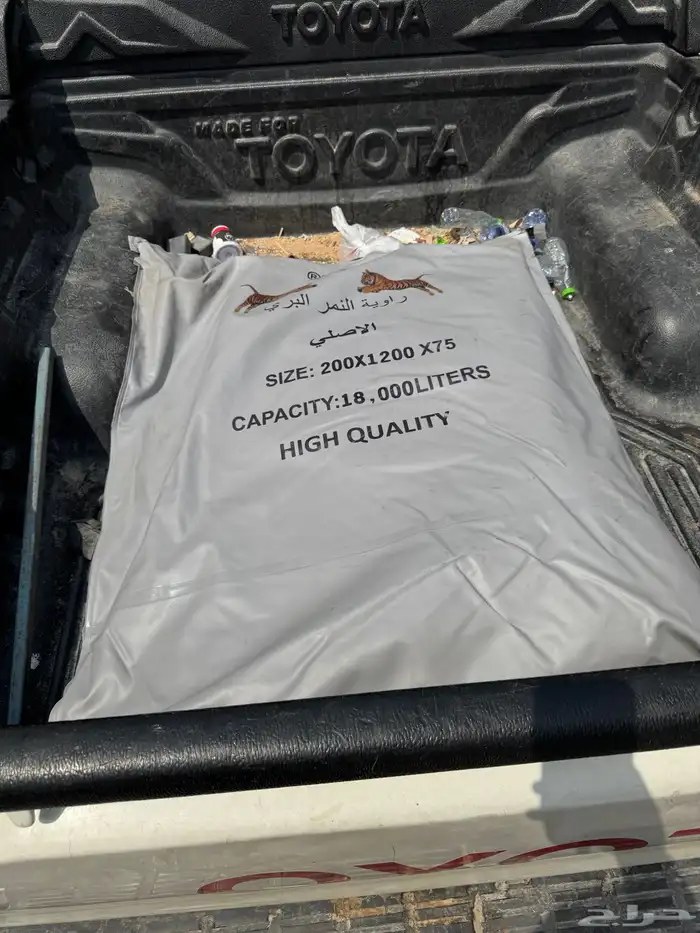 TOYOTA
MADE FOR
TOYOTA
®
راوية النمر البري
الاصلي
SIZE: 200X1200 X75
CAPACITY:18,000LITERS
HIGH QUALITY
حراج